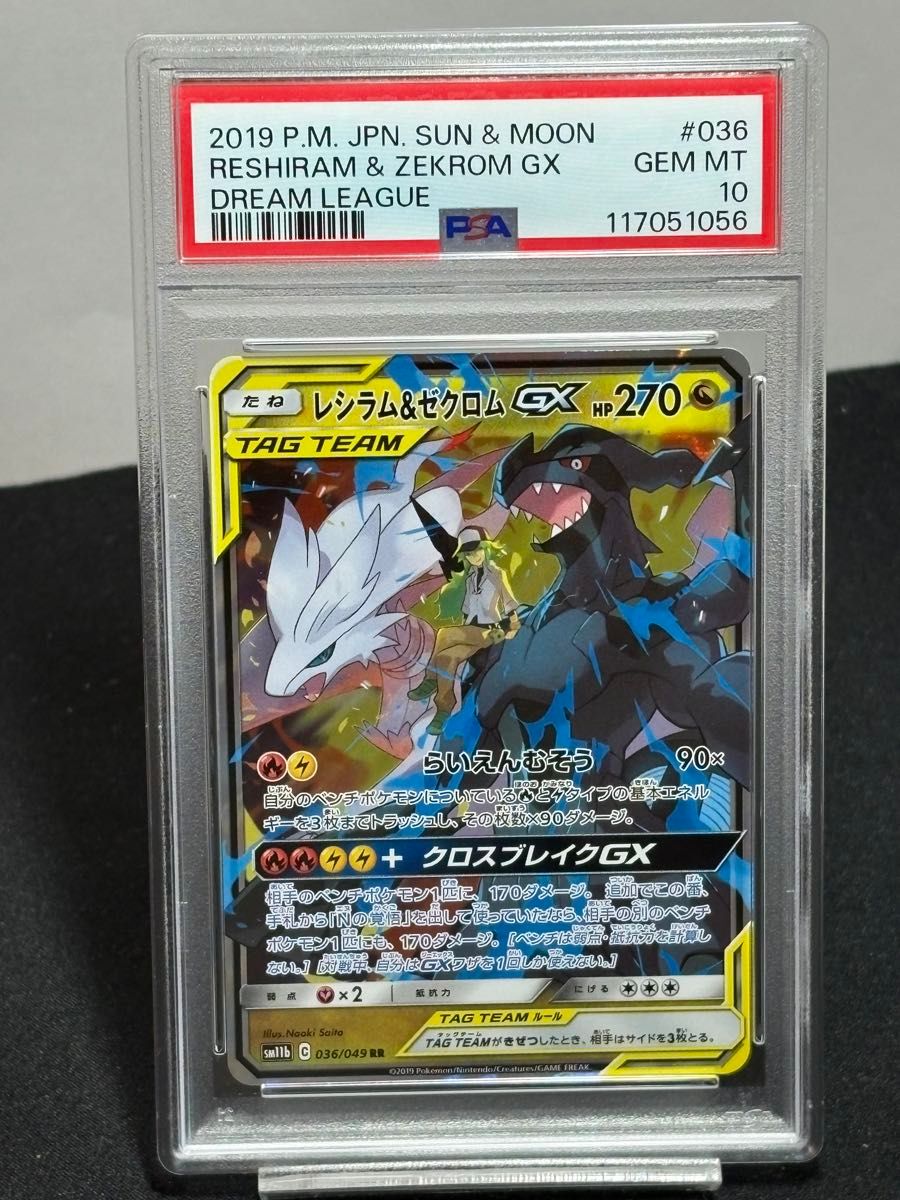 2019 P.M. JPN. SUN & MOON #036
RESHIRAM & ZEKROM GX GEM MT
DREAM LEAGUE 10
PSA 117051056
たね レシラム&ゼクロム GX HP270
TAG TEAM
らいえんむそう 90×
自分のベンチポケモンについているとタイプの基本エネル
ギーを3枚までトラッシュし、その枚数×90ダメージ。
+ クロスブレイクGX
相手のベンチポケモン1匹に、170ダメージ。追加でこの番、
手札から「Nの覚悟」を出して使っていたなら、相手の別のベンチ
ポケモン1匹にも、170ダメージ。[ベンチは弱点・抵抗力を計算し
ない。] [対戦中、自分はGXワザを1回しか使えない。]
弱点 ×2 抵抗力 にげる
TAG TEAM ルール
Illus. Naoki Saito
TAG TEAMがきぜつしたとき、相手はサイドを3枚とる。
sm11b C 036/049 RR
©2019 Pokémon/Nintendo/Creatures/GAME FREAK.